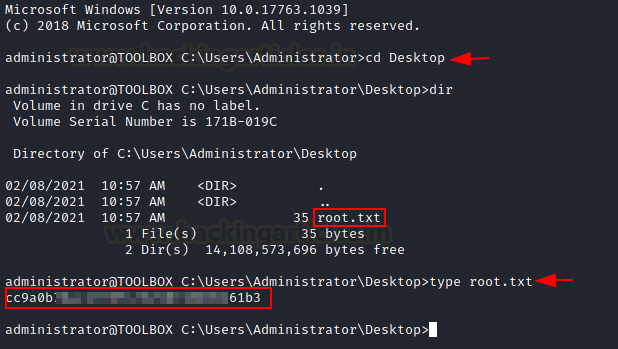 Microsoft Windows [Version 10.0.17763.1039]
(c) 2018 Microsoft Corporation. All rights reserved.
administrator@TOOLBOX C:\Users\Administrator>cd Desktop
administrator@TOOLBOX C:\Users\Administrator\Desktop>dir
Volume in drive C has no label.
Volume Serial Number is 171B-019C
Directory of C:\Users\Administrator\Desktop
02/08/2021  10:57 AM    <DIR>          .
02/08/2021  10:57 AM    <DIR>          ..
02/08/2021  10:57 AM                35 root.txt
1 File(s)             35 bytes
2 Dir(s)  14,108,573,696 bytes free
administrator@TOOLBOX C:\Users\Administrator\Desktop>type root.txt
cc9a0b 61b3
administrator@TOOLBOX C:\Users\Administrator\Desktop>